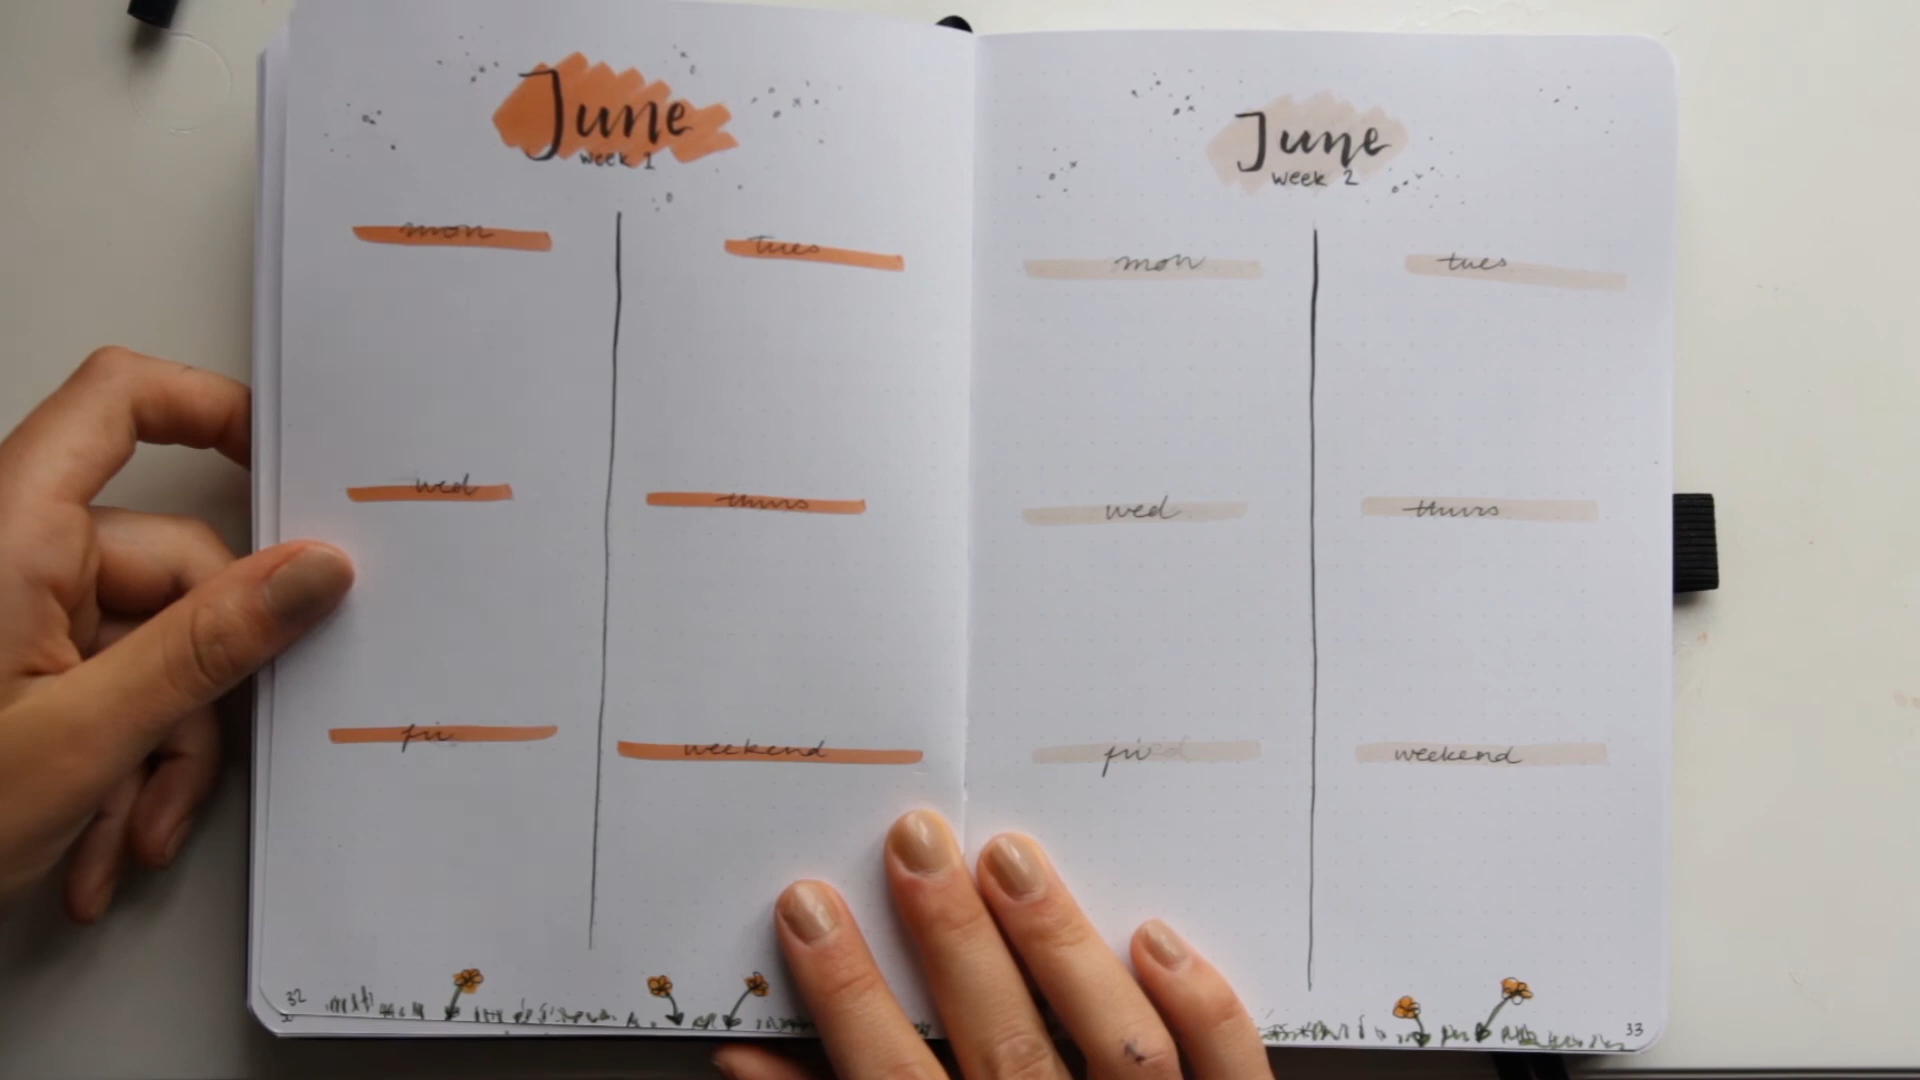 June
week 1
mon
tues
wed
thurs
fri
weekend
32
June
week 2
mon
tues
wed
thurs
fri
weekend
33